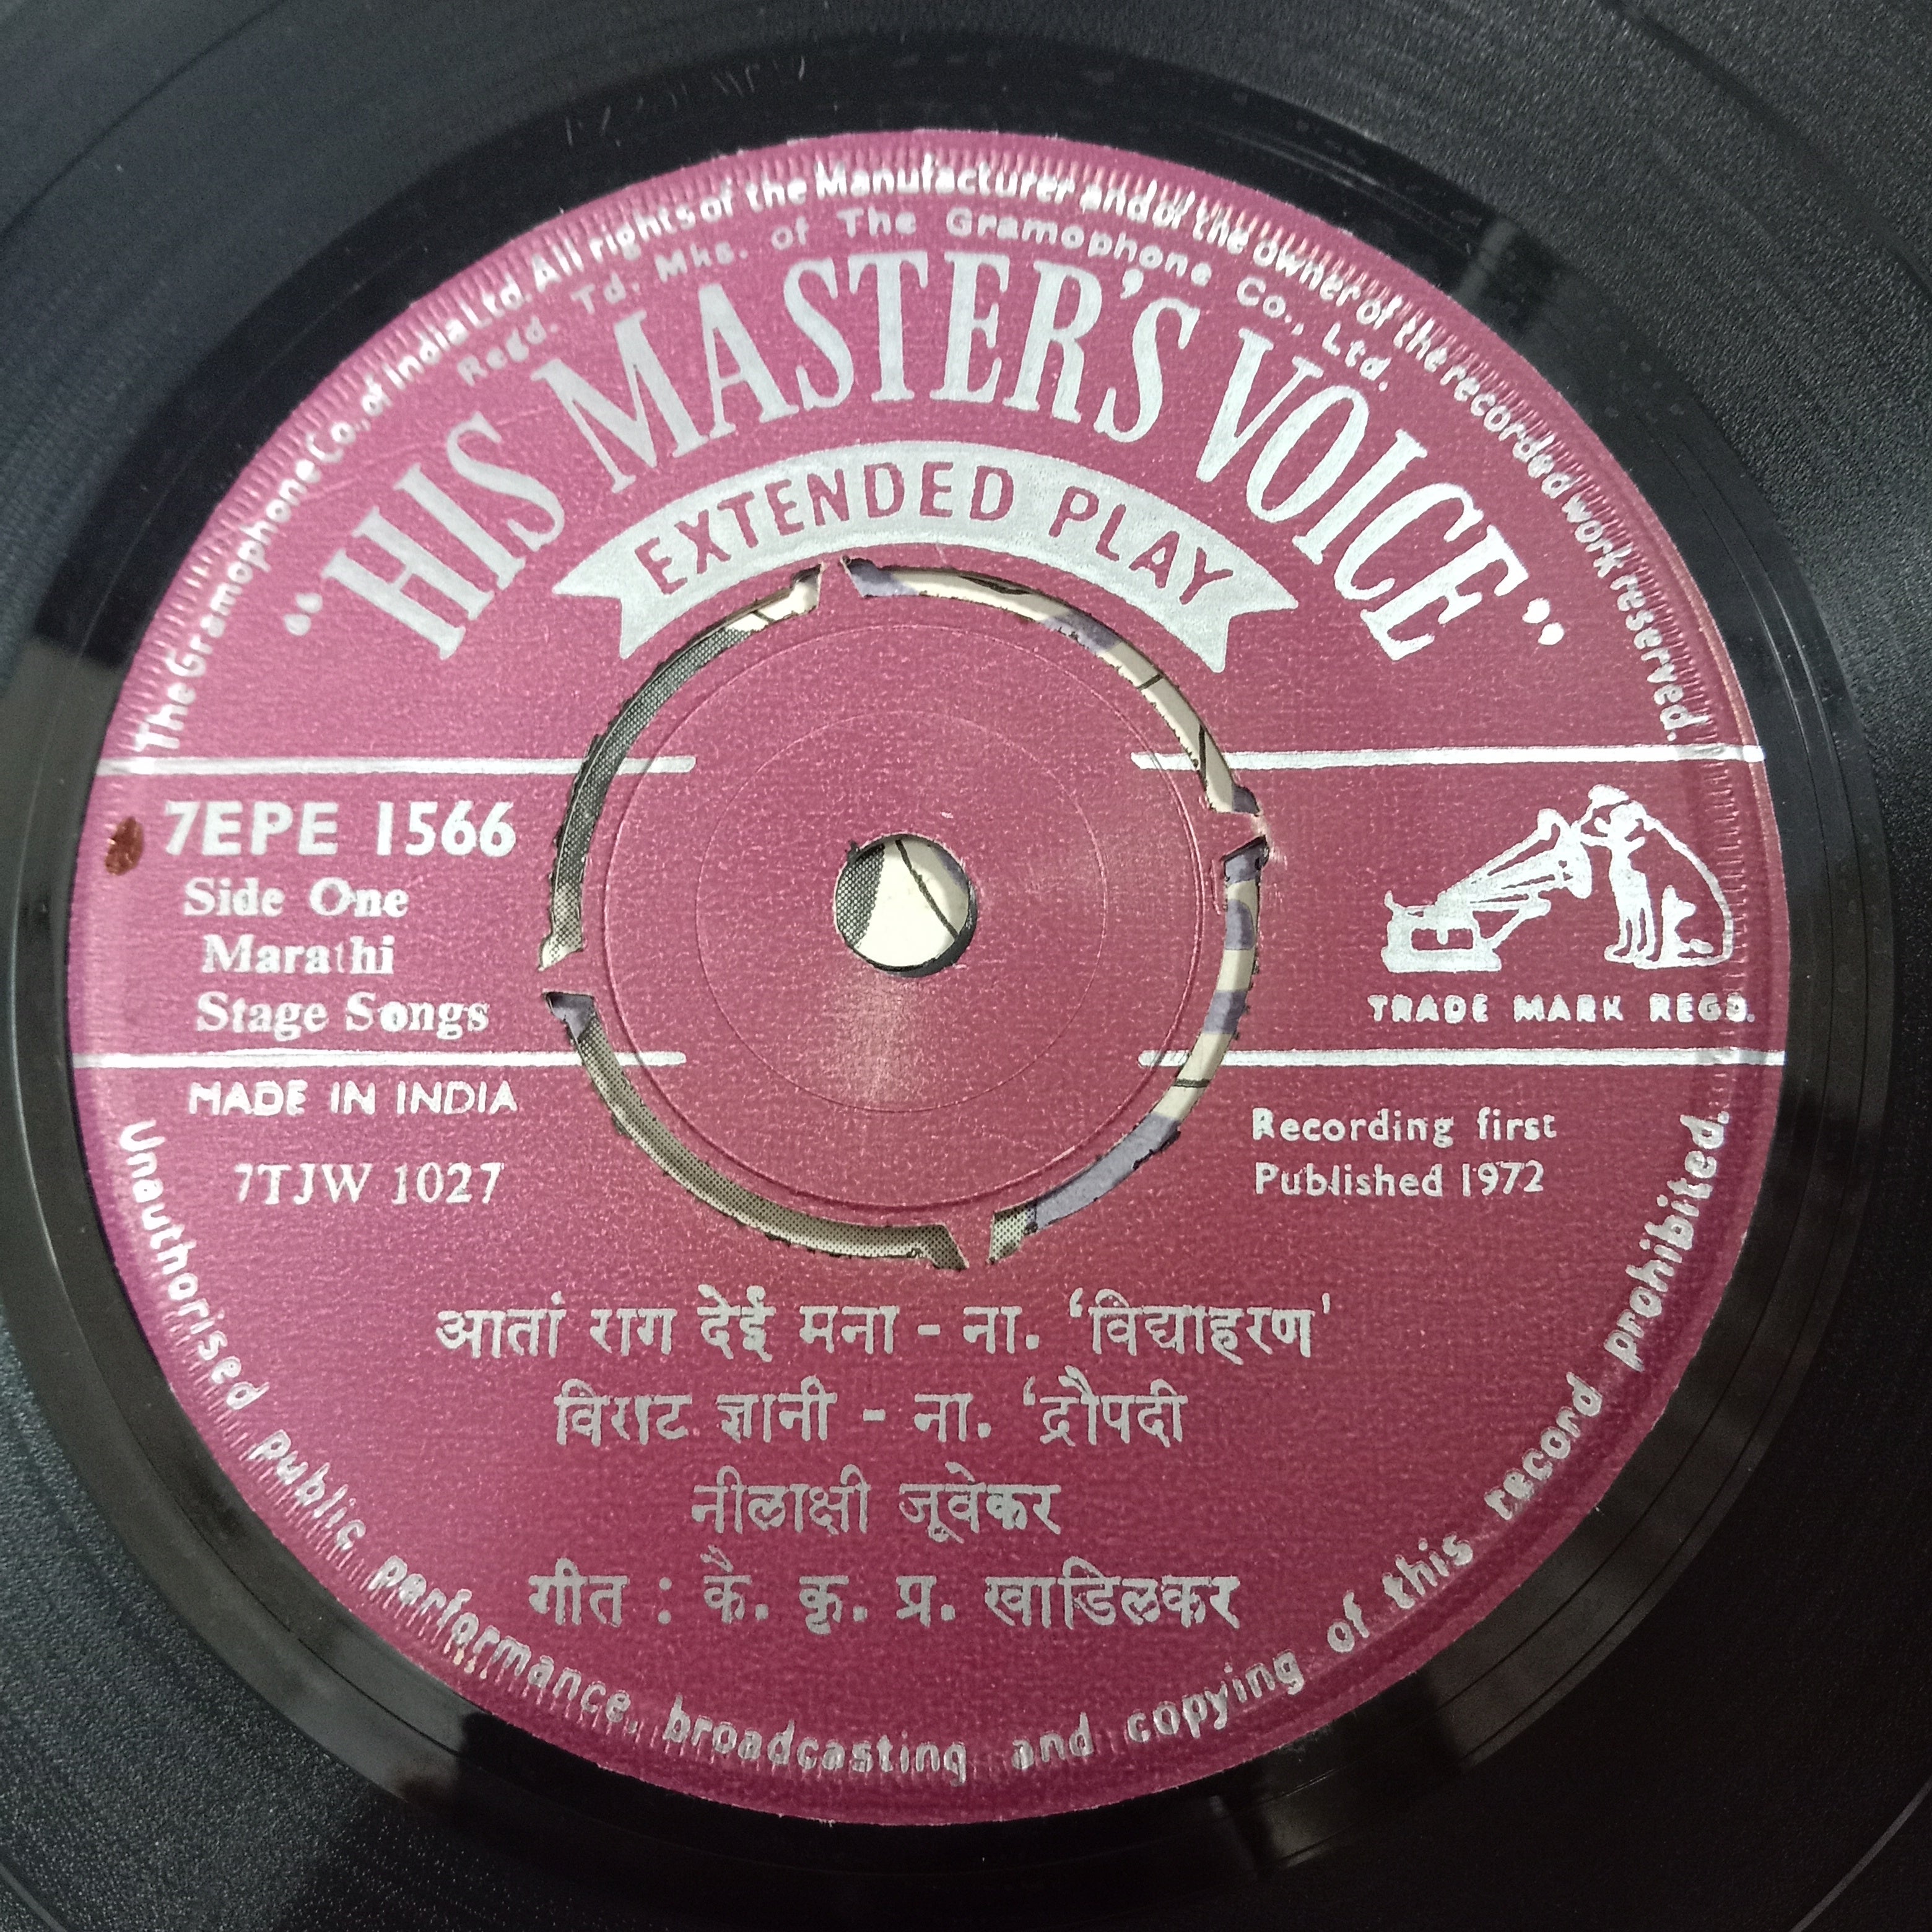 The Gramophone Co., of India Ltd. All rights of the Manufacturer and of the owner of the recorded work reserved.
Regd. Td. Mks. of The Gramophone Co., Ltd.
"HIS MASTER'S VOICE"
EXTENDED PLAY
7EPE 1566
Side One
Marathi
Stage Songs
TRADE MARK REGD.
MADE IN INDIA
7TJW 1027
Recording first
Published 1972
आतां राग देईं मना - ना. ‘विद्याहरण'
विराट ज्ञानी - ना. ‘द्रौपदी
नीलाक्षी जूवेकर
गीत : कै. कृ. प्र. खाडिलकर
Unauthorised public performance, broadcasting and copying of this record prohibited.